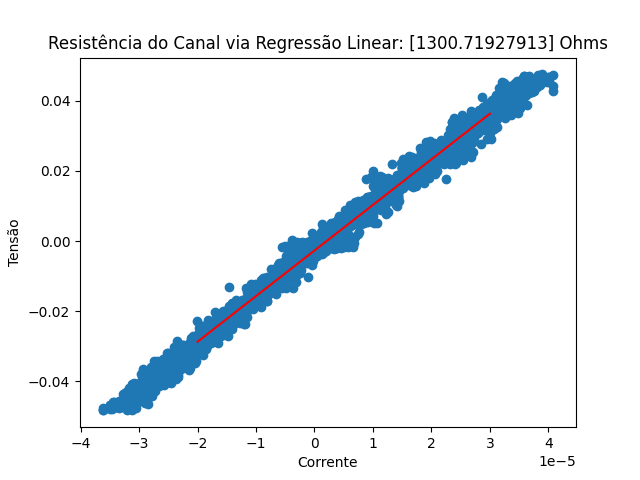 Resistência do Canal via Regressão Linear: [1300.71927913] Ohms
0.04
0.02
0.00
−0.02
−0.04
Tensão
−4 −3 −2 −1 0 1 2 3 4
1e−5
Corrente